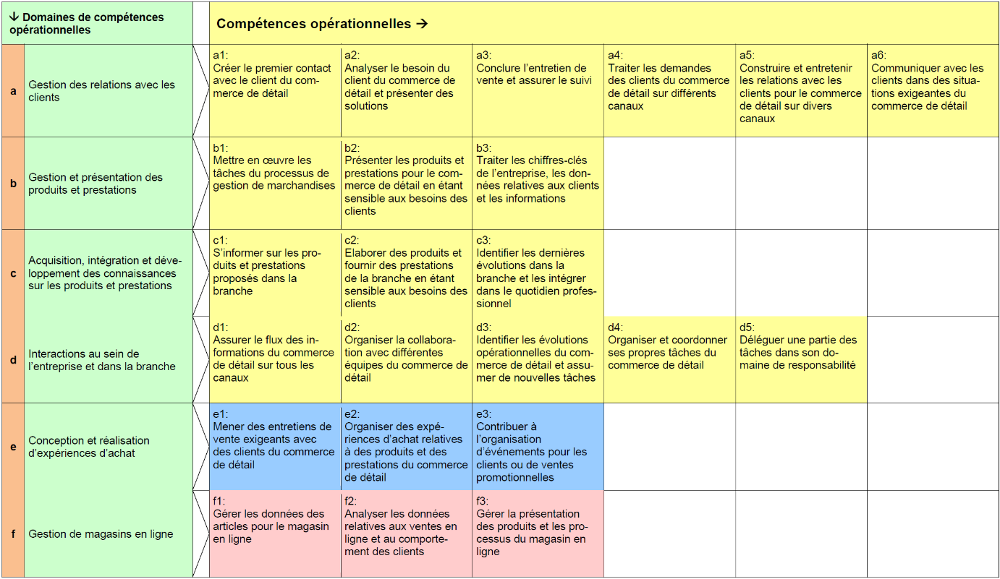 ↓ Domaines de compétences
opérationnelles
Compétences opérationnelles →
a
Gestion des relations avec les
clients
a1:
Créer le premier contact
avec le client du com-
merce de détail
a2:
Analyser le besoin du
client du commerce de
détail et présenter des
solutions
a3:
Conclure l’entretien de
vente et assurer le suivi
a4:
Traiter les demandes
des clients du commerce
de détail sur différents
canaux
a5:
Construire et entretenir
les relations avec les
clients pour le commerce
de détail sur divers
canaux
a6:
Communiquer avec les
clients dans des situa-
tions exigeantes du
commerce de détail
b
Gestion et présentation des
produits et prestations
b1:
Mettre en œuvre les
tâches du processus de
gestion de marchandises
b2:
Présenter les produits et
prestations pour le com-
merce de détail en étant
sensible aux besoins des
clients
b3:
Traiter les chiffres-clés
de l’entreprise, les don-
nées relatives aux clients
et les informations
c
Acquisition, intégration et déve-
loppement des connaissances
sur les produits et prestations
c1:
S’informer sur les pro-
duits et prestations
proposés dans la
branche
c2:
Elaborer des produits et
fournir des prestations
de la branche en étant
sensible aux besoins des
clients
c3:
Identifier les dernières
évolutions dans la
branche et les intégrer
dans le quotidien profes-
sionnel
d
Interactions au sein de
l’entreprise et dans la branche
d1:
Assurer le flux des in-
formations du commerce
de détail sur tous les
canaux
d2:
Organiser la collabora-
tion avec différentes
équipes du commerce de
détail
d3:
Identifier les évolutions
opérationnelles du com-
merce de détail et assu-
mer de nouvelles tâches
d4:
Organiser et coordonner
ses propres tâches du
commerce de détail
d5:
Déléguer une partie des
tâches dans son do-
maine de responsabilité
e
Conception et réalisation
d’expériences d’achat
e1:
Mener des entretiens de
vente exigeants avec
des clients du commerce
de détail
e2:
Organiser des expé-
riences d’achat relatives
à des produits et des
prestations du commerce
de détail
e3:
Contribuer à
l’organisation
d’événements pour les
clients ou de ventes
promotionnelles
f
Gestion de magasins en ligne
f1:
Gérer les données des
articles pour le magasin
en ligne
f2:
Analyser les données
relatives aux ventes en
ligne et au comporte-
ment des clients
f3:
Gérer la présentation
des produits et les pro-
cessus du magasin en
ligne